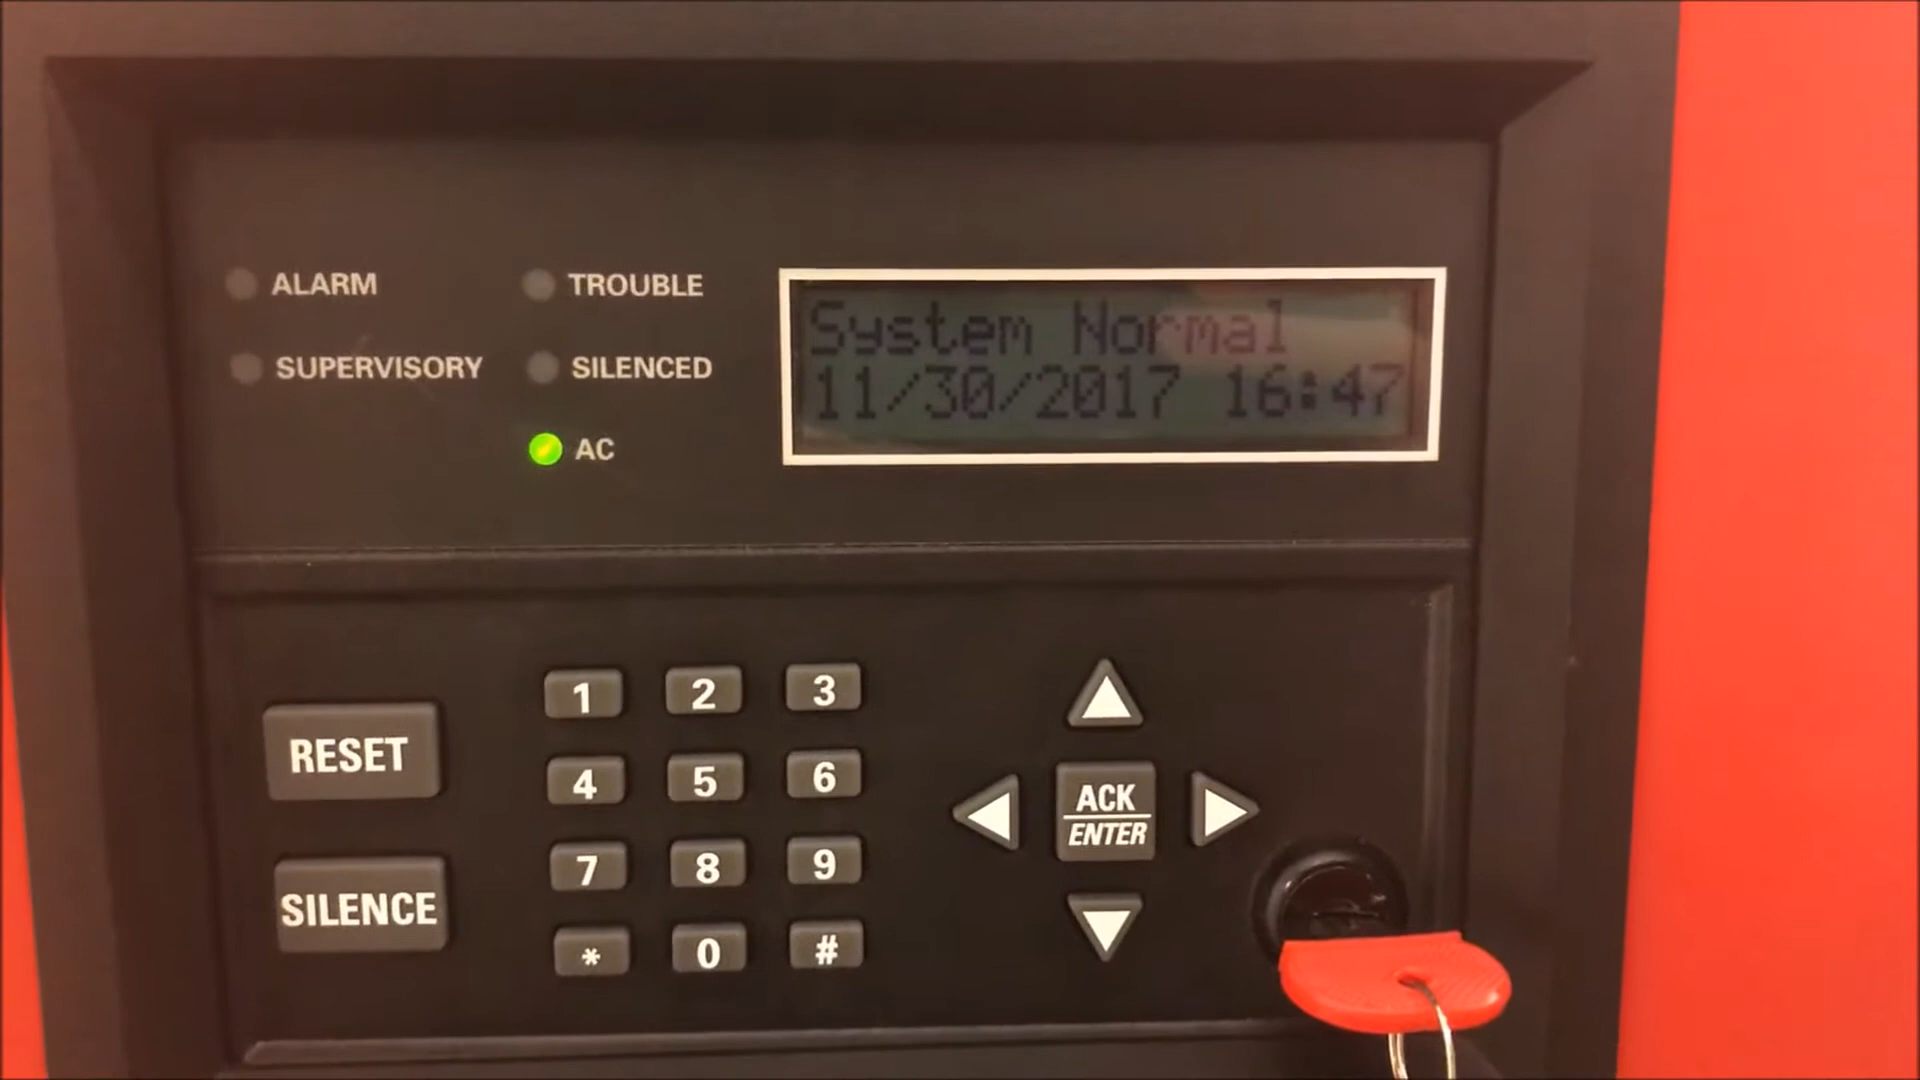 ALARM TROUBLE
SUPERVISORY SILENCED
AC
System Normal
11/30/2017 16:47
RESET
SILENCE
1 2 3
4 5 6
7 8 9
* 0 #
ACK
ENTER